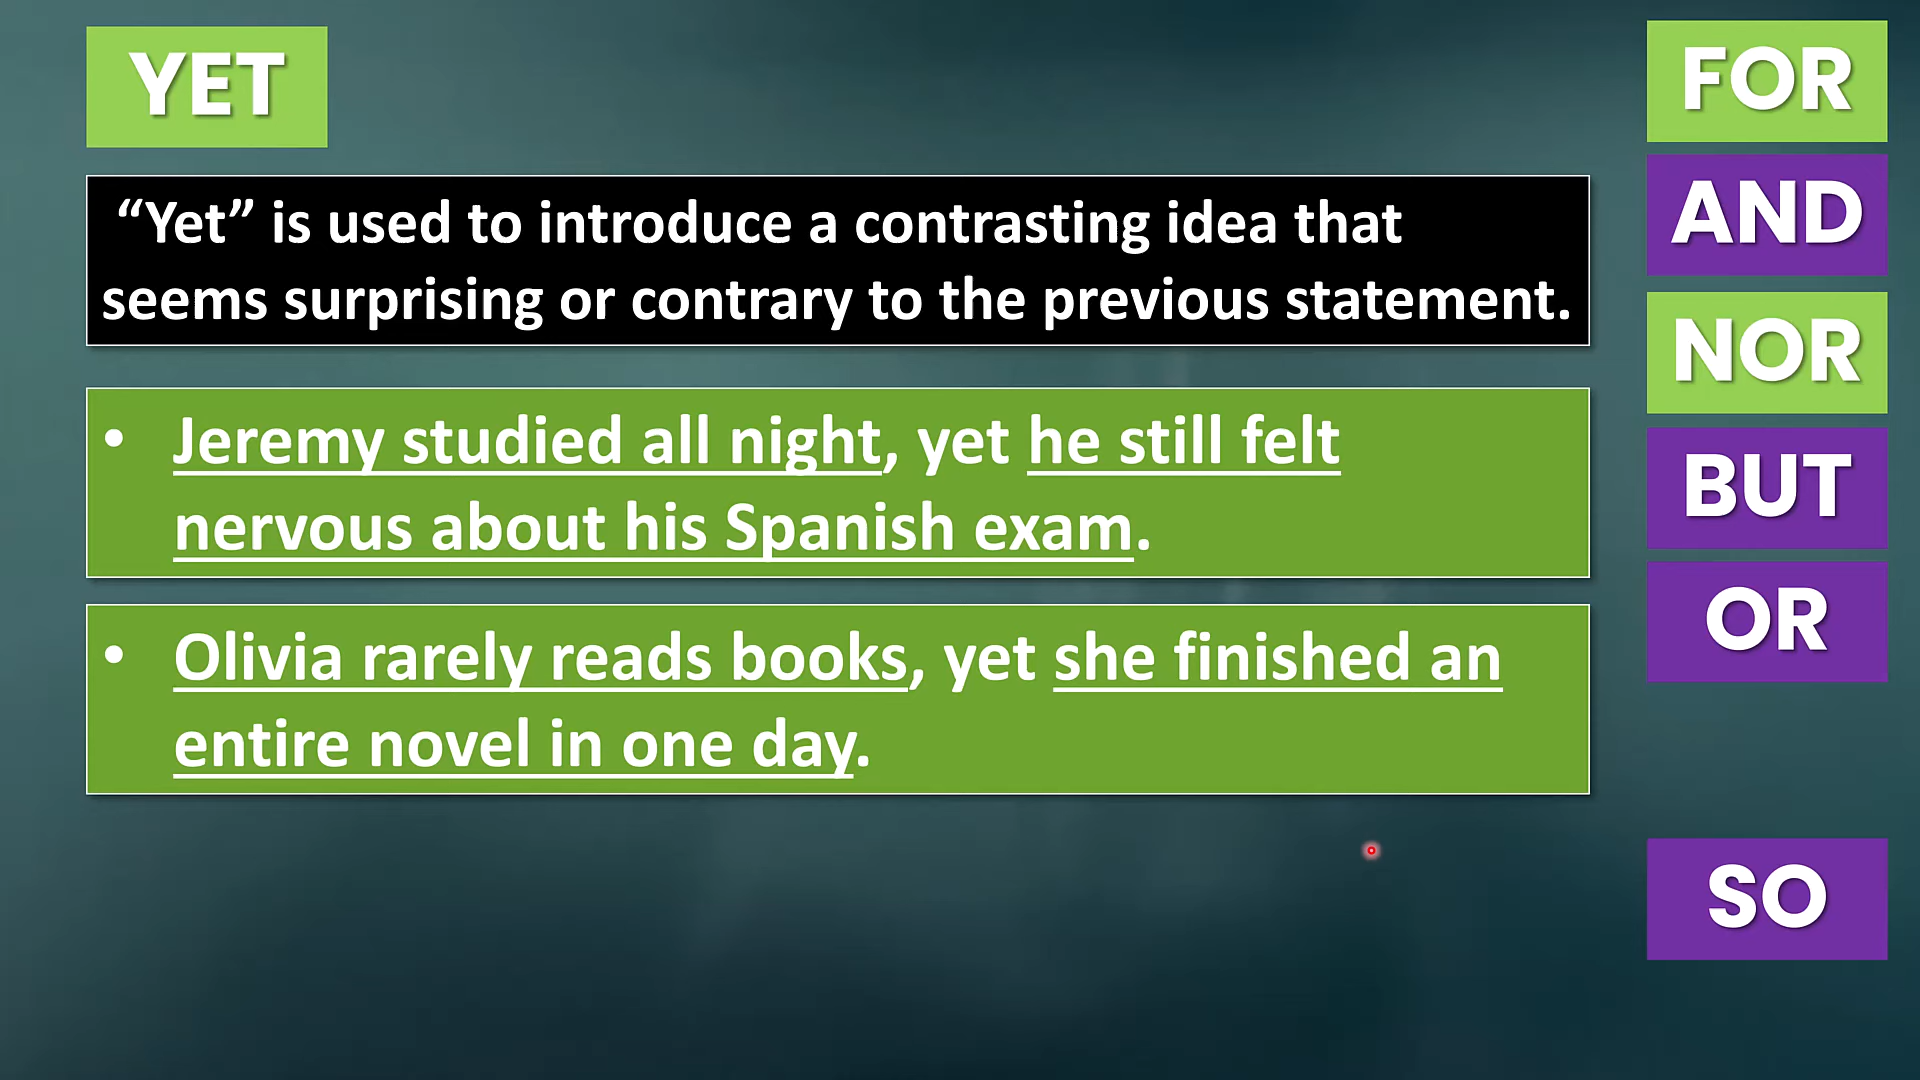 YET
“Yet” is used to introduce a contrasting idea that
seems surprising or contrary to the previous statement.
• Jeremy studied all night, yet he still felt
nervous about his Spanish exam.
• Olivia rarely reads books, yet she finished an
entire novel in one day.
FOR
AND
NOR
BUT
OR
SO